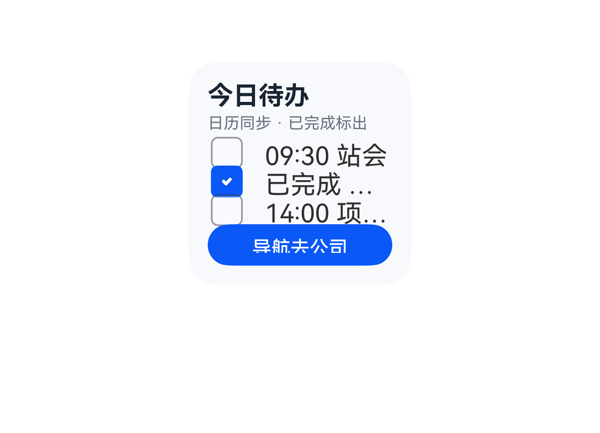 今日待办
日历同步 · 已完成标出
09:30 站会
已完成 ...
14:00 项...
导航去公司